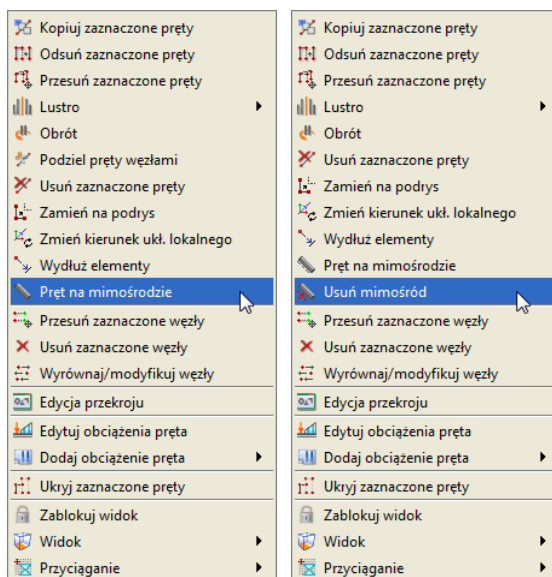 Kopiuj zaznaczone pręty
Odsuń zaznaczone pręty
Przesuń zaznaczone pręty
Lustro
Obrót
Podziel pręty węzłami
Usuń zaznaczone pręty
Zamień na podrys
Zmień kierunek ukł. lokalnego
Wydłuż elementy
Pręt na mimośrodzie
Przesuń zaznaczone węzły
Usuń zaznaczone węzły
Wyrównaj/modyfikuj węzły
Edycja przekroju
Edytuj obciążenia pręta
Dodaj obciążenie pręta
Ukryj zaznaczone pręty
Zablokuj widok
Widok
Przyciąganie
Kopiuj zaznaczone pręty
Odsuń zaznaczone pręty
Przesuń zaznaczone pręty
Lustro
Obrót
Usuń zaznaczone pręty
Zamień na podrys
Zmień kierunek ukł. lokalnego
Wydłuż elementy
Pręt na mimośrodzie
Usuń mimośród
Przesuń zaznaczone węzły
Usuń zaznaczone węzły
Wyrównaj/modyfikuj węzły
Edycja przekroju
Edytuj obciążenia pręta
Dodaj obciążenie pręta
Ukryj zaznaczone pręty
Zablokuj widok
Widok
Przyciąganie